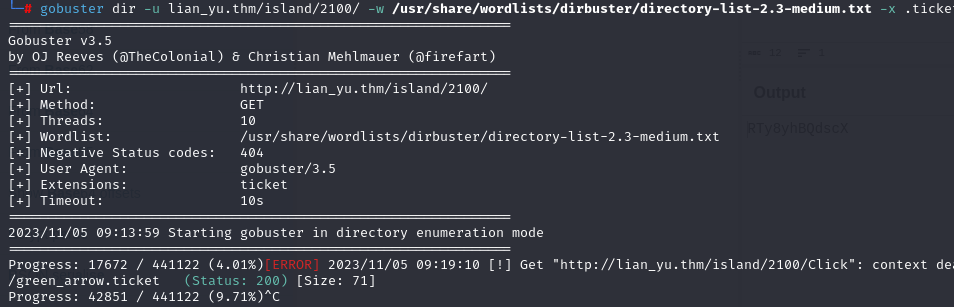 └─# gobuster dir -u lian_yu.thm/island/2100/ -w /usr/share/wordlists/dirbuster/directory-list-2.3-medium.txt -x .ticke
===============================================================
Gobuster v3.5
by OJ Reeves (@TheColonial) & Christian Mehlmauer (@firefart)
===============================================================
[+] Url:                     http://lian_yu.thm/island/2100/
[+] Method:                  GET
[+] Threads:                 10
[+] Wordlist:                /usr/share/wordlists/dirbuster/directory-list-2.3-medium.txt
[+] Negative Status codes:   404
[+] User Agent:              gobuster/3.5
[+] Extensions:              ticket
[+] Timeout:                 10s
===============================================================
2023/11/05 09:13:59 Starting gobuster in directory enumeration mode
===============================================================
Progress: 17672 / 441122 (4.01%)[ERROR] 2023/11/05 09:19:10 [!] Get "http://lian_yu.thm/island/2100/Click": context dea
/green_arrow.ticket   (Status: 200) [Size: 71]
Progress: 42851 / 441122 (9.71%)^C
Output
RTy8yhBQdscX